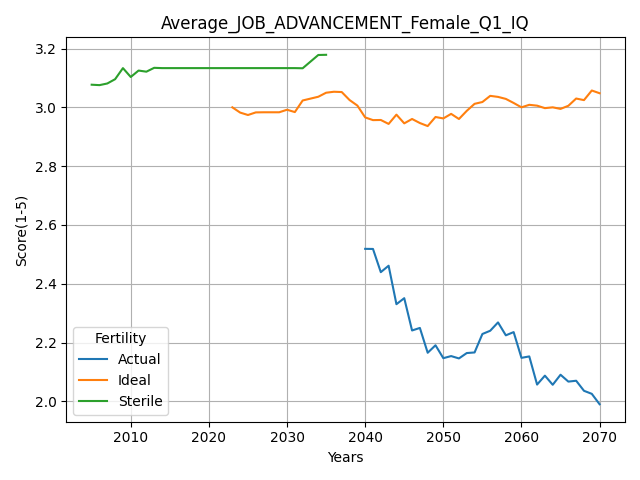 Average_JOB_ADVANCEMENT_Female_Q1_IQ
3.2
3.0
2.8
2.6
2.4
2.2
2.0
Score(1-5)
Fertility
Actual
Ideal
Sterile
2010 2020 2030 2040 2050 2060 2070
Years